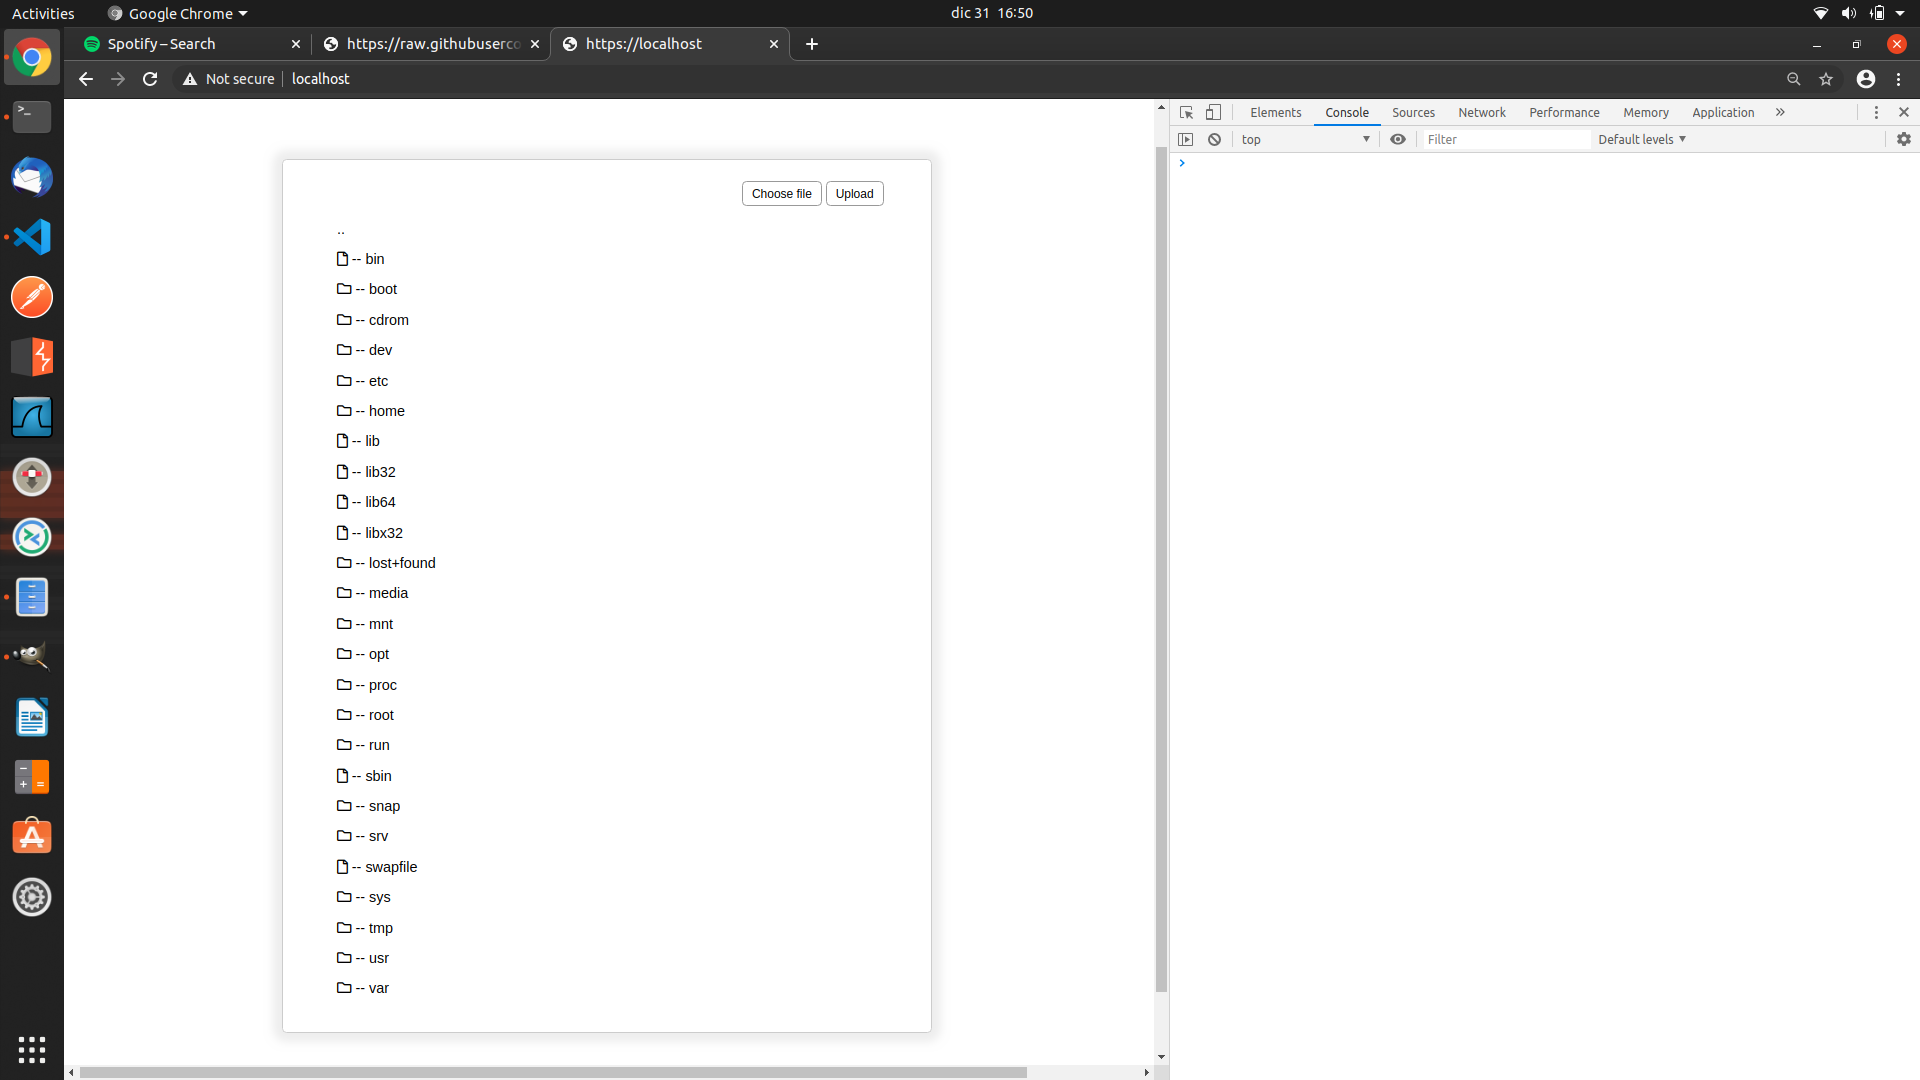 Activities
Google Chrome
dic 31 16:50
Spotify – Search
https://raw.githubuserco
https://localhost
Not secure
localhost
Elements
Console
Sources
Network
Performance
Memory
Application
top
Filter
Default levels
Choose file
Upload
..
-- bin
-- boot
-- cdrom
-- dev
-- etc
-- home
-- lib
-- lib32
-- lib64
-- libx32
-- lost+found
-- media
-- mnt
-- opt
-- proc
-- root
-- run
-- sbin
-- snap
-- srv
-- swapfile
-- sys
-- tmp
-- usr
-- var